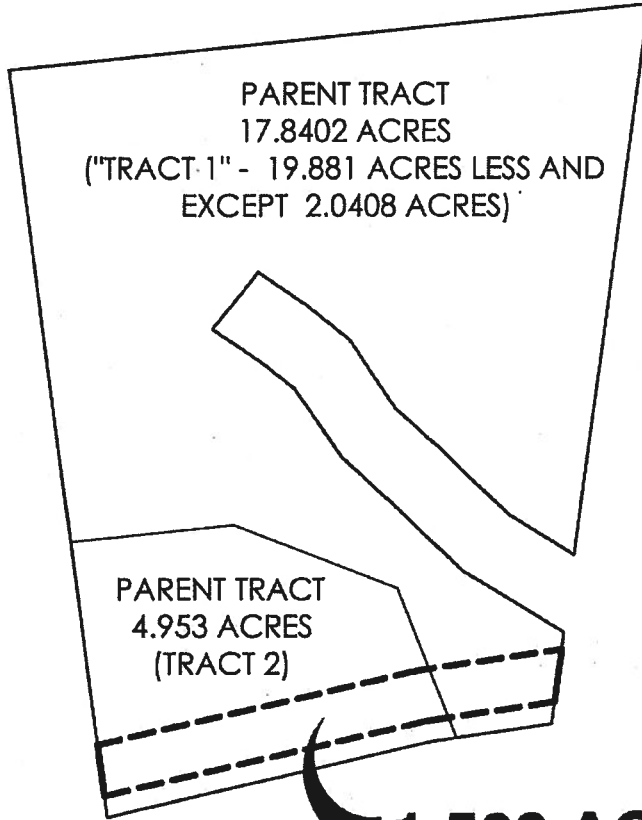 PARENT TRACT
17.8402 ACRES
("TRACT 1" - 19.881 ACRES LESS AND
EXCEPT 2.0408 ACRES)
PARENT TRACT
4.953 ACRES
(TRACT 2)